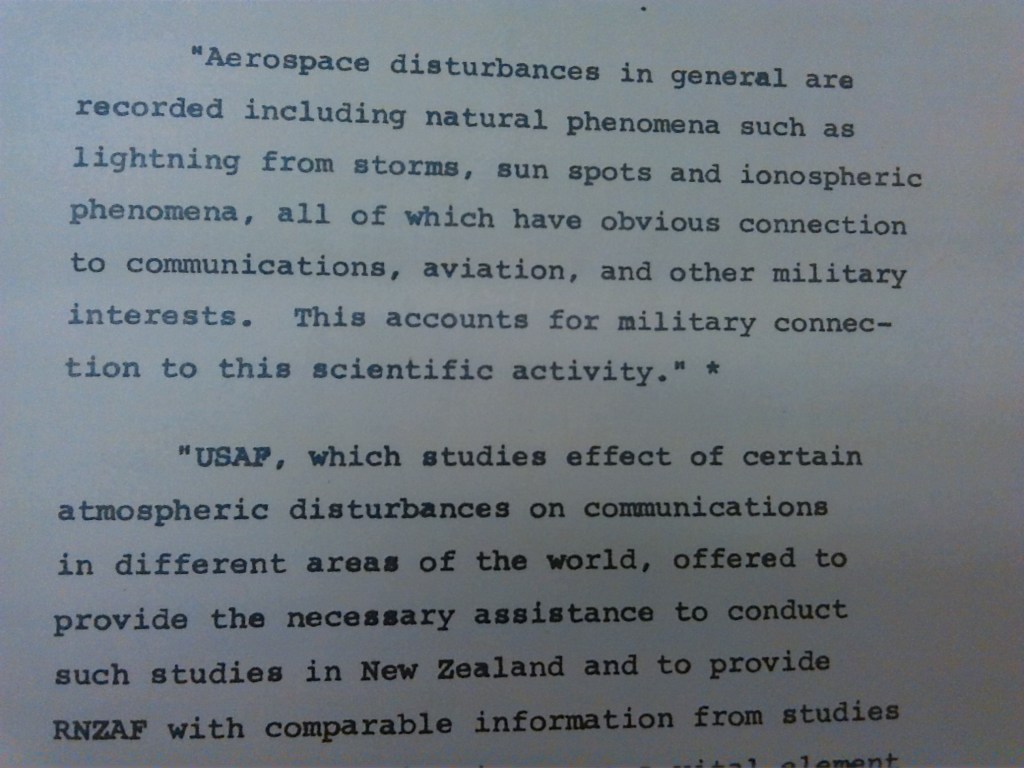 "Aerospace disturbances in general are
recorded including natural phenomena such as
lightning from storms, sun spots and ionospheric
phenomena, all of which have obvious connection
to communications, aviation, and other military
interests.  This accounts for military connec-
tion to this scientific activity." *
"USAF, which studies effect of certain
atmospheric disturbances on communications
in different areas of the world, offered to
provide the necessary assistance to conduct
such studies in New Zealand and to provide
RNZAF with comparable information from studies
vital element